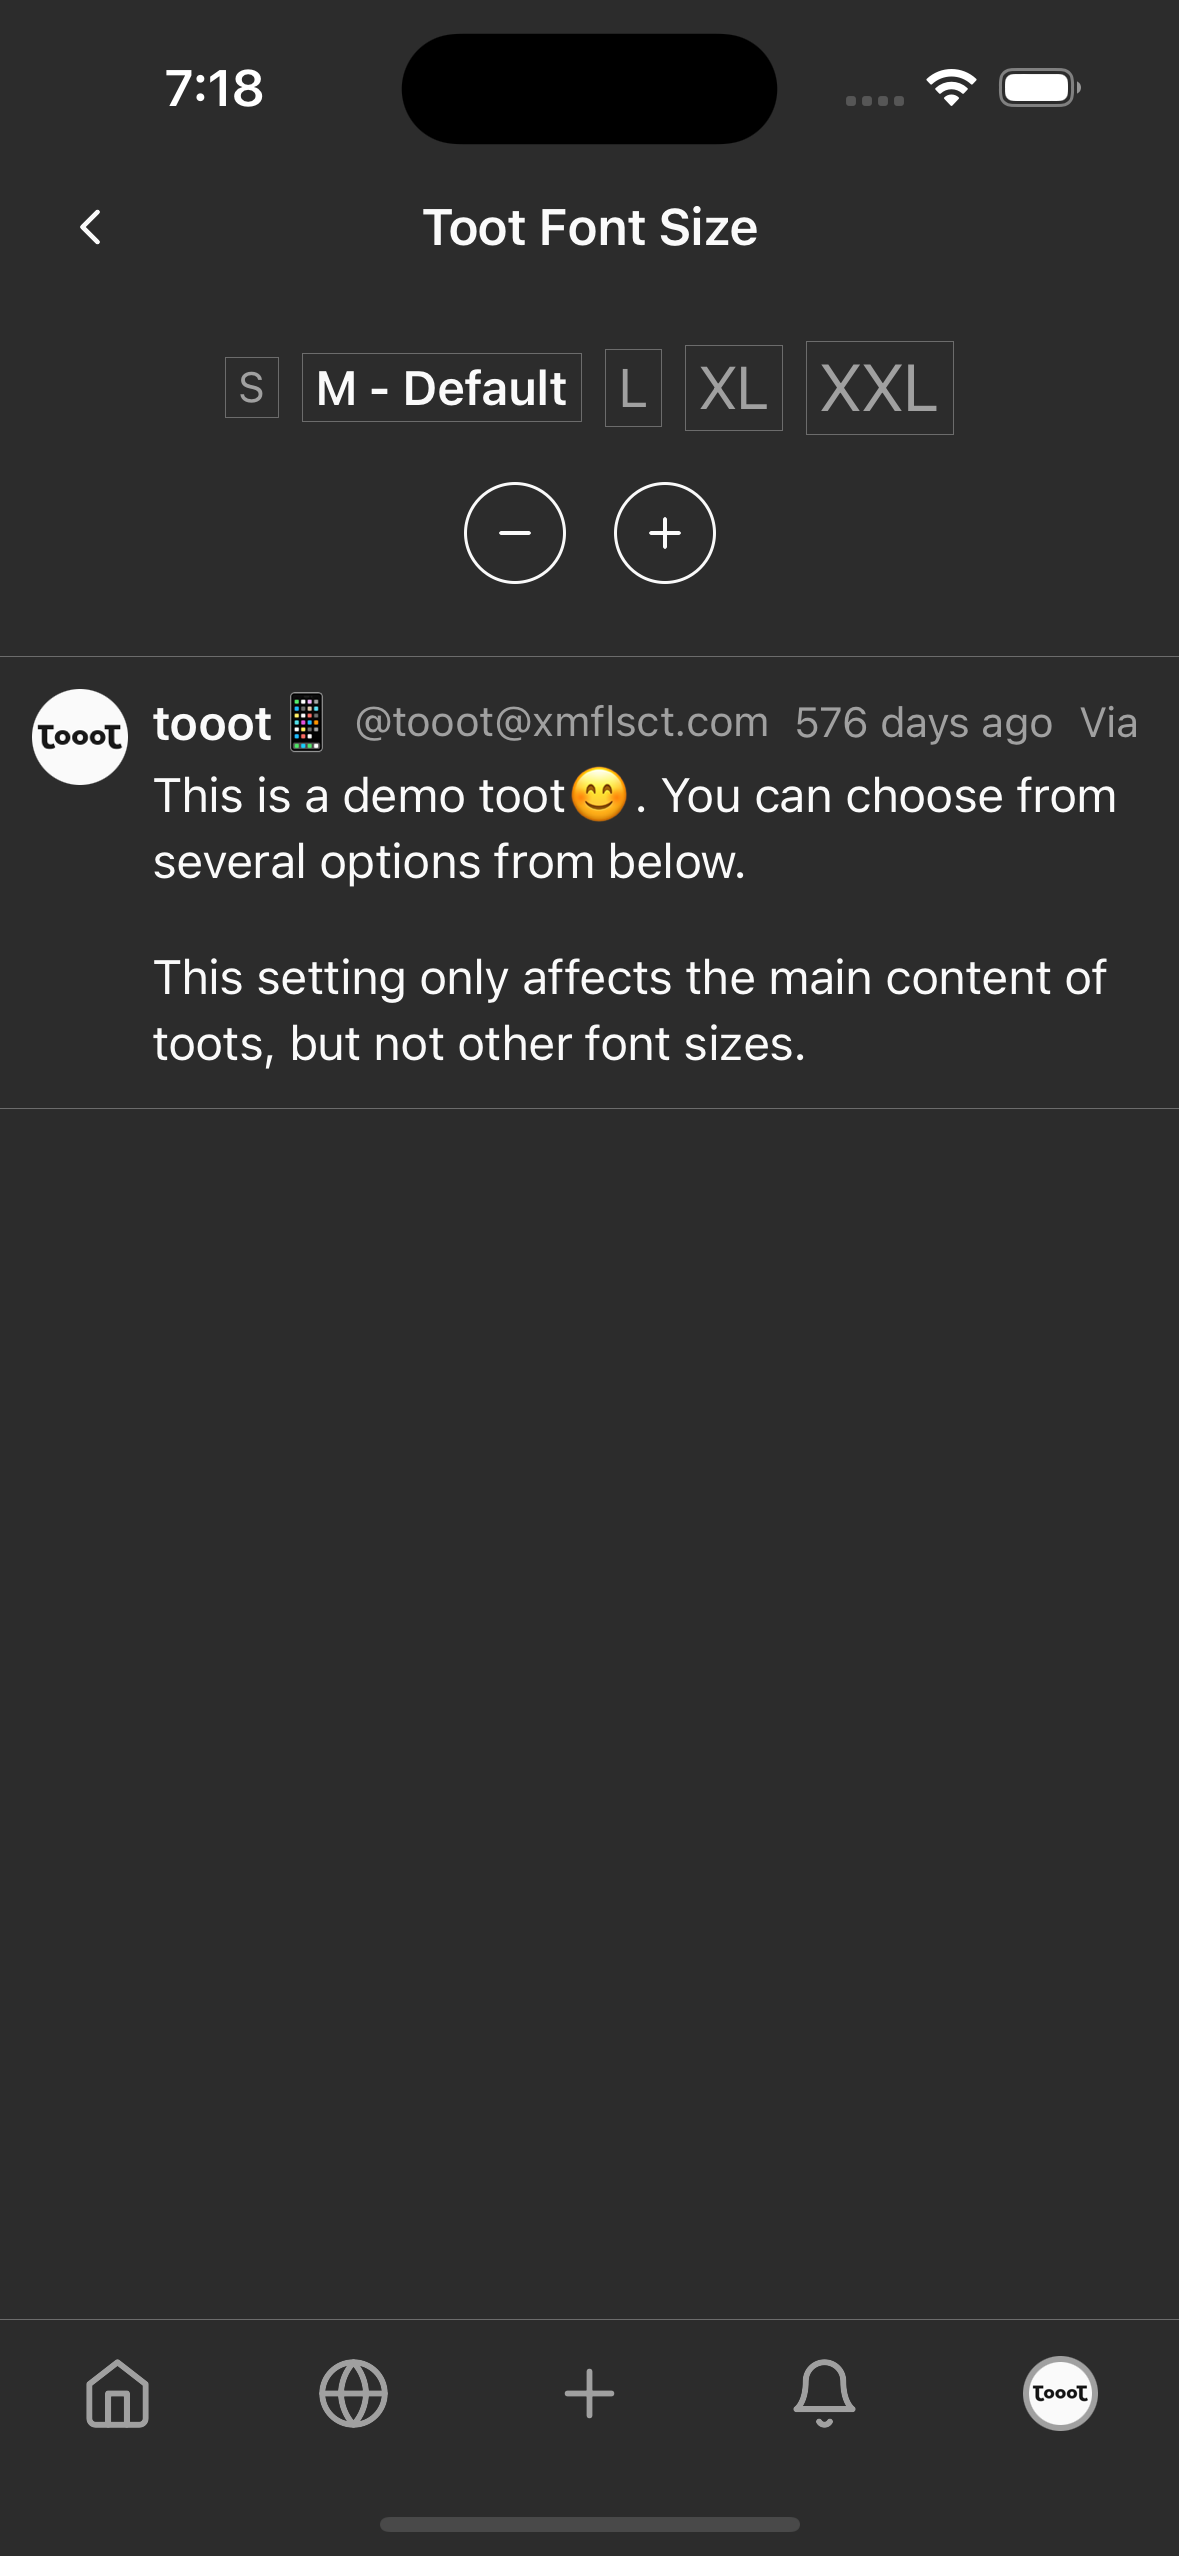 7:18
Toot Font Size
S M - Default L XL XXL
tooot📱 @tooot@xmflsct.com 576 days ago Via
tooot
This is a demo toot😊. You can choose from
several options from below.
This setting only affects the main content of
toots, but not other font sizes.
tooot